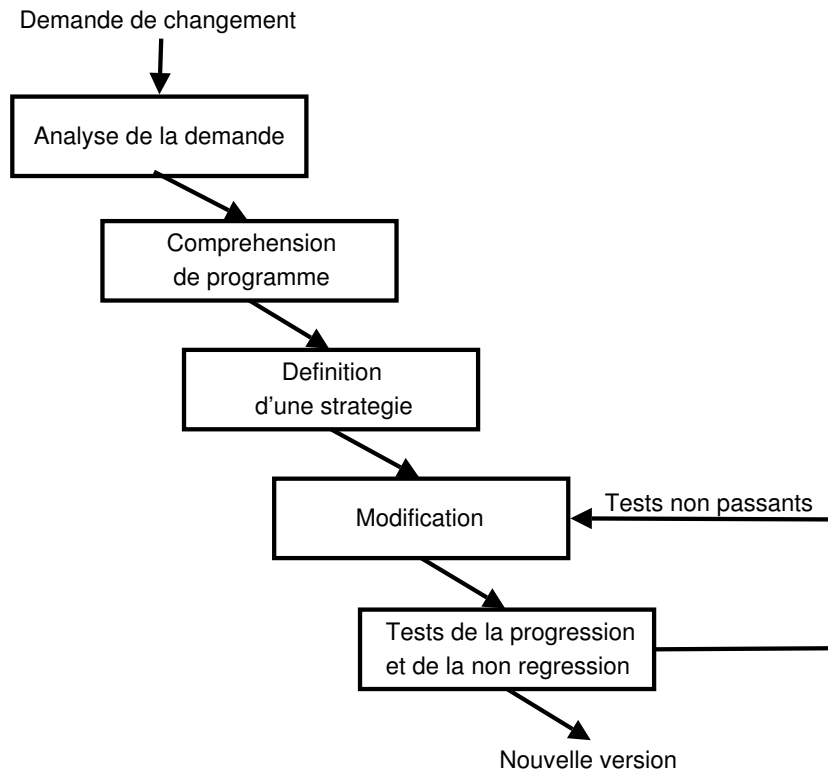 Demande de changement
Analyse de la demande
Comprehension
de programme
Definition
d'une strategie
Modification
Tests non passants
Tests de la progression
et de la non regression
Nouvelle version